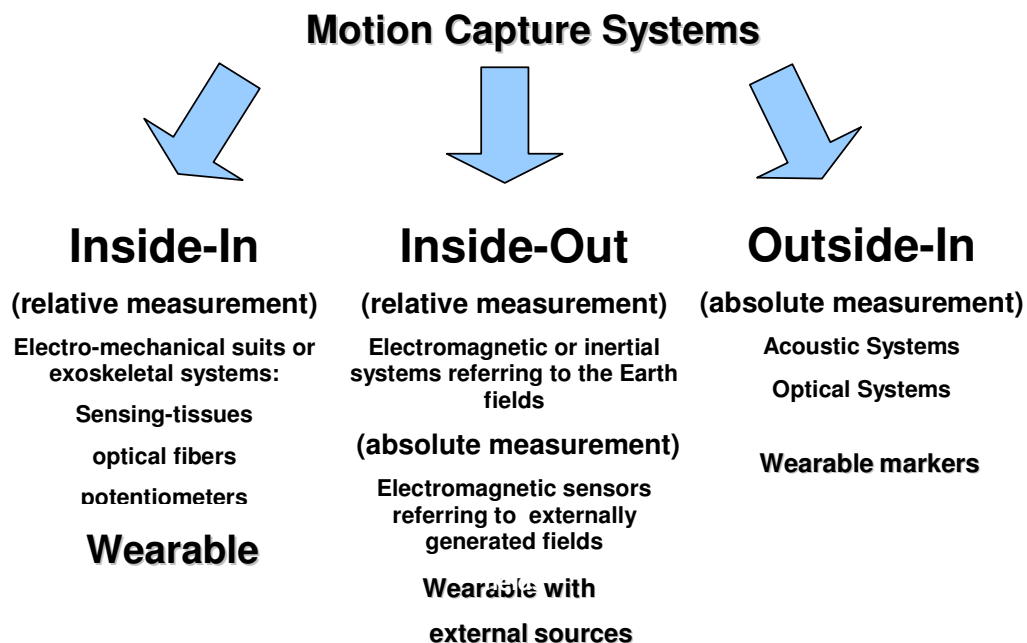 Motion Capture Systems
Inside-In
(relative measurement)
Electro-mechanical suits or
exoskeletal systems:
Sensing-tissues
optical fibers
potentiometers
Wearable
Inside-Out
(relative measurement)
Electromagnetic or inertial
systems referring to the Earth
fields
(absolute measurement)
Electromagnetic sensors
referring to externally
generated fields
Wearable with
external sources
Outside-In
(absolute measurement)
Acoustic Systems
Optical Systems
Wearable markers